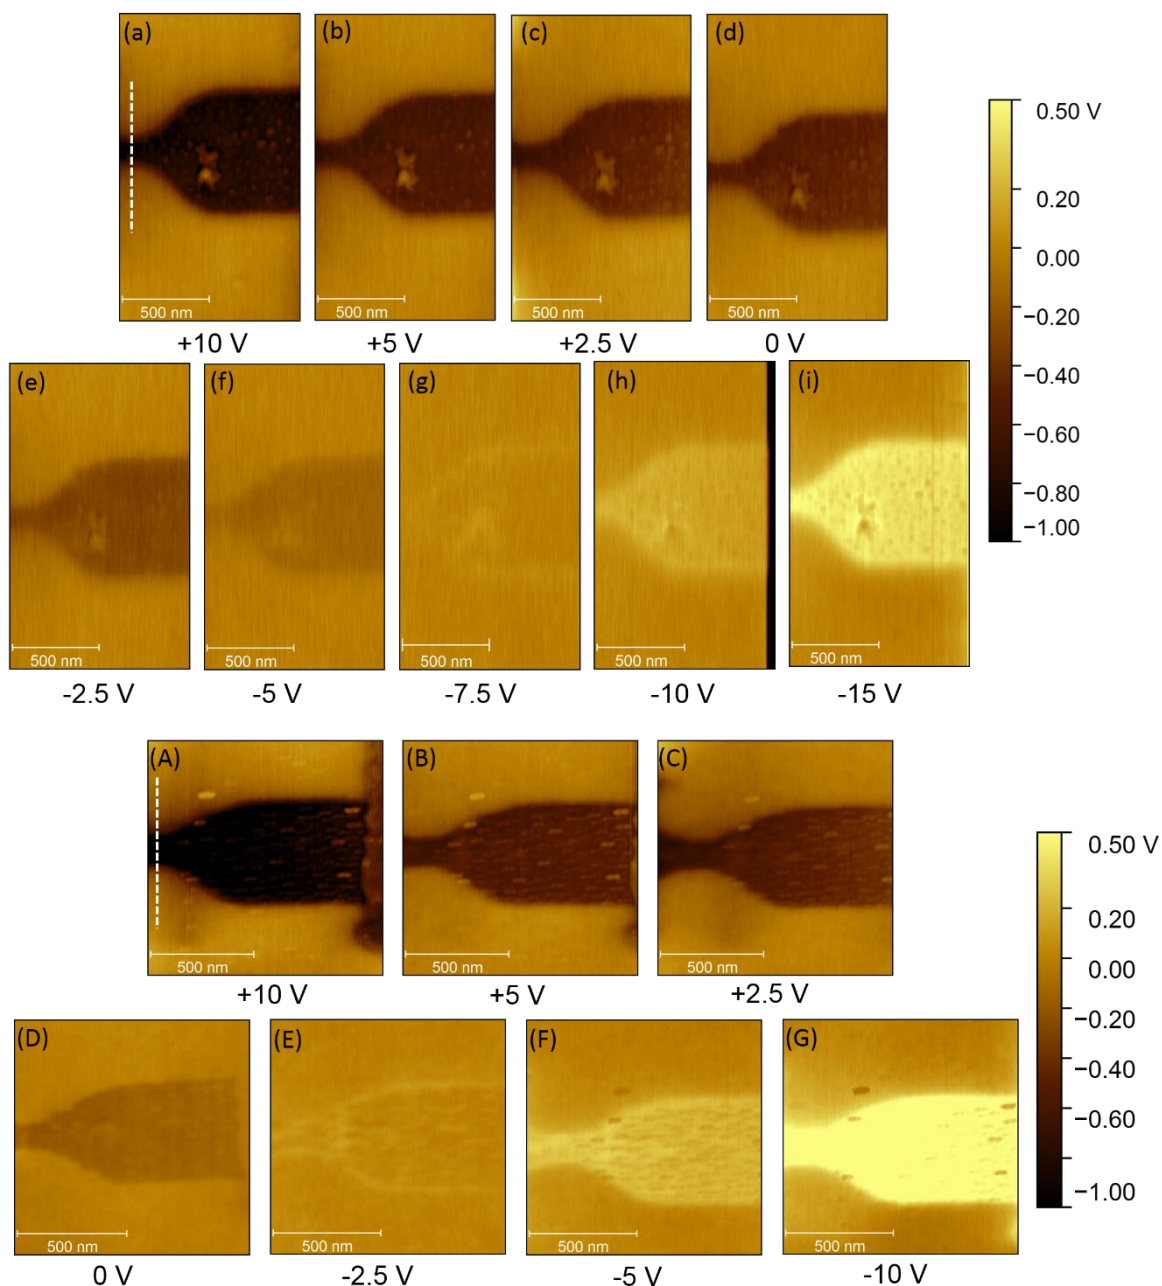 (a) (b) (c) (d)
500 nm 500 nm 500 nm 500 nm
+10 V +5 V +2.5 V 0 V
0.50 V
0.20
0.00
−0.20
−0.40
−0.60
−0.80
−1.00
(e) (f) (g) (h) (i)
500 nm 500 nm 500 nm 500 nm 500 nm
-2.5 V -5 V -7.5 V -10 V -15 V
(A) (B) (C)
500 nm 500 nm 500 nm
+10 V +5 V +2.5 V
0.50 V
0.20
0.00
−0.20
−0.40
−0.60
−1.00
(D) (E) (F) (G)
500 nm 500 nm 500 nm 500 nm
0 V -2.5 V -5 V -10 V